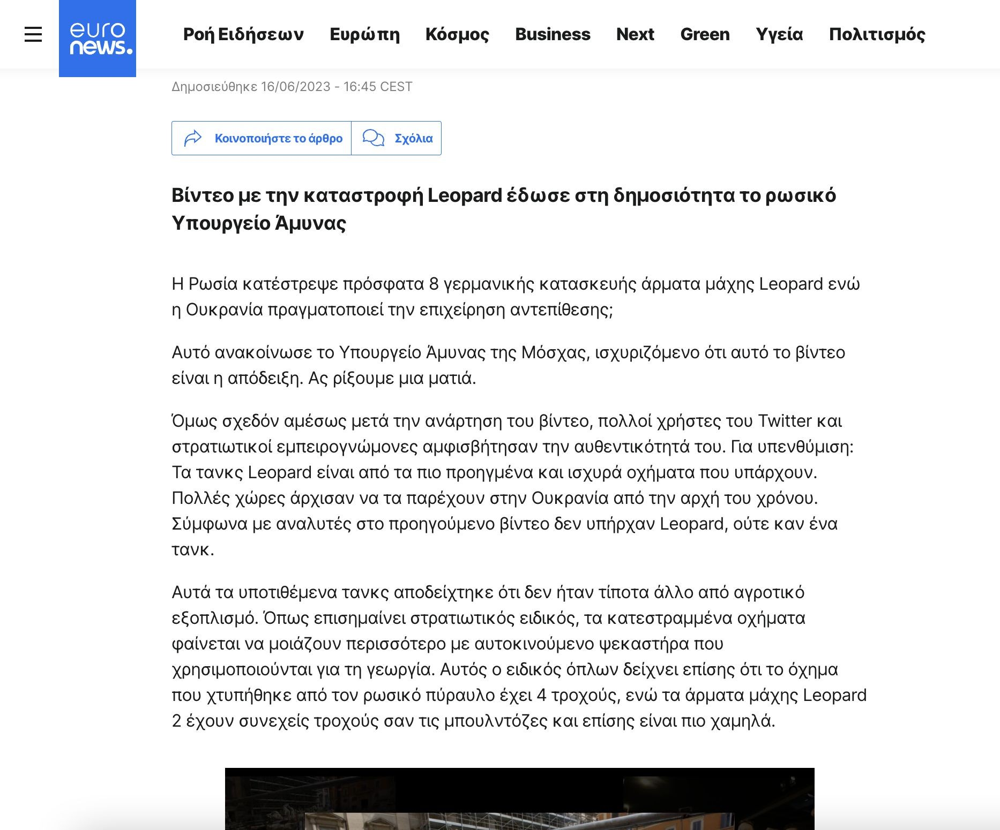 euro
news.
Ροή Ειδήσεων Ευρώπη Κόσμος Business Next Green Υγεία Πολιτισμός
Δημοσιεύθηκε 16/06/2023 - 16:45 CEST
Κοινοποιήστε το άρθρο Σχόλια
Βίντεο με την καταστροφή Leopard έδωσε στη δημοσιότητα το ρωσικό
Υπουργείο Άμυνας
Η Ρωσία κατέστρεψε πρόσφατα 8 γερμανικής κατασκευής άρματα μάχης Leopard ενώ
η Ουκρανία πραγματοποιεί την επιχείρηση αντεπίθεσης;
Αυτό ανακοίνωσε το Υπουργείο Άμυνας της Μόσχας, ισχυριζόμενο ότι αυτό το βίντεο
είναι η απόδειξη. Ας ρίξουμε μια ματιά.
Όμως σχεδόν αμέσως μετά την ανάρτηση του βίντεο, πολλοί χρήστες του Twitter και
στρατιωτικοί εμπειρογνώμονες αμφισβήτησαν την αυθεντικότητά του. Για υπενθύμιση:
Τα τανκς Leopard είναι από τα πιο προηγμένα και ισχυρά οχήματα που υπάρχουν.
Πολλές χώρες άρχισαν να τα παρέχουν στην Ουκρανία από την αρχή του χρόνου.
Σύμφωνα με αναλυτές στο προηγούμενο βίντεο δεν υπήρχαν Leopard, ούτε καν ένα
τανκ.
Αυτά τα υποτιθέμενα τανκς αποδείχτηκε ότι δεν ήταν τίποτα άλλο από αγροτικό
εξοπλισμό. Όπως επισημαίνει στρατιωτικός ειδικός, τα κατεστραμμένα οχήματα
φαίνεται να μοιάζουν περισσότερο με αυτοκινούμενο ψεκαστήρα που
χρησιμοποιούνται για τη γεωργία. Αυτός ο ειδικός όπλων δείχνει επίσης ότι το όχημα
που χτυπήθηκε από τον ρωσικό πύραυλο έχει 4 τροχούς, ενώ τα άρματα μάχης Leopard
2 έχουν συνεχείς τροχούς σαν τις μπουλντόζες και επίσης είναι πιο χαμηλά.